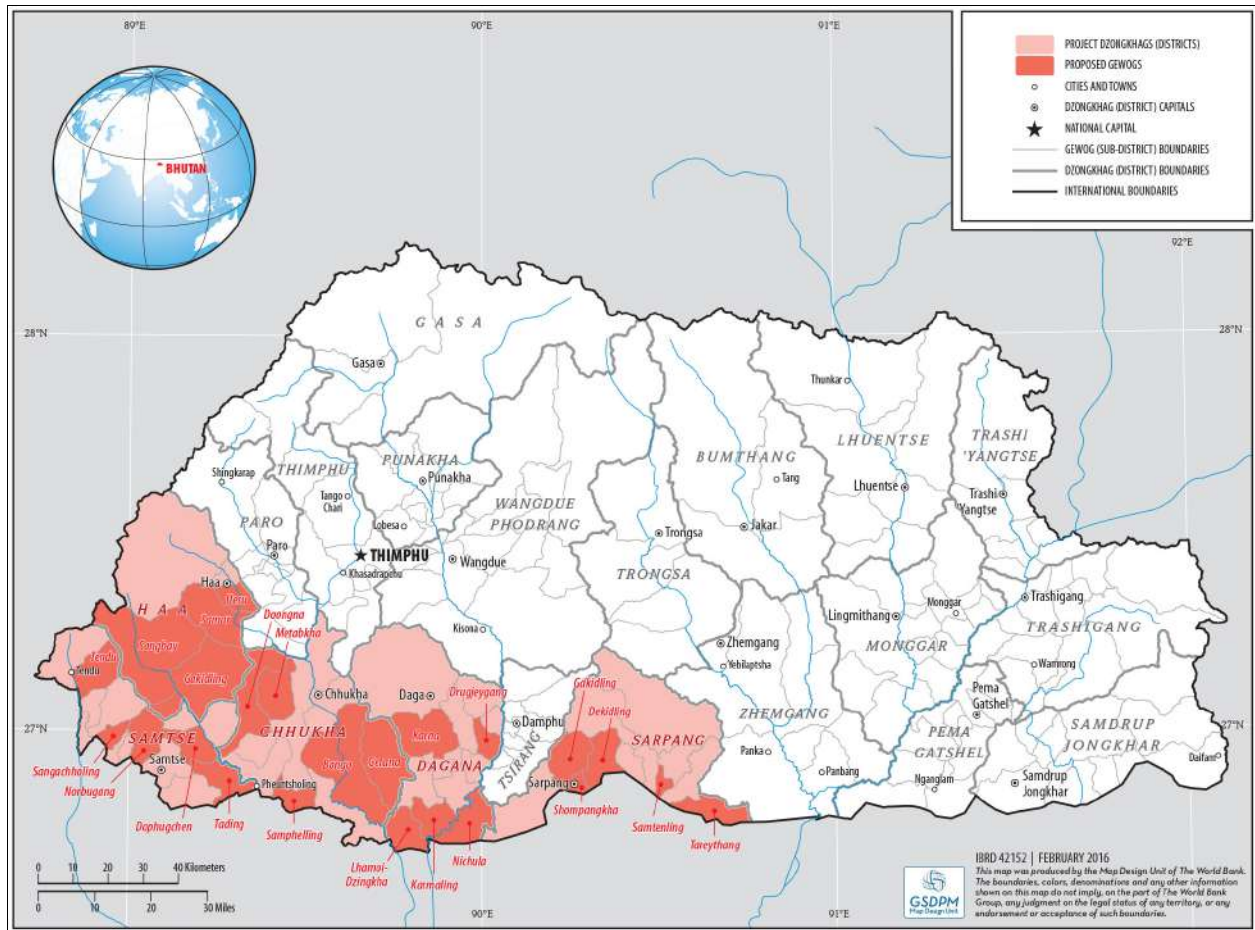 89°E
90°E
91°E
PROJECT DZONGKHAGS (DISTRICTS)
PROPOSED GEWOGS
CITIES AND TOWNS
DZONGKHAG (DISTRICT) CAPITALS
NATIONAL CAPITAL
GEWOG (SUB-DISTRICT) BOUNDARIES
DZONGKHAG (DISTRICT) BOUNDARIES
INTERNATIONAL BOUNDARIES
BHUTAN
92°E
28°N
28°N
GASA
Gasa
Thunkar
LHUENTSE
TRASHI
'YANGTSE
BUMTHANG
PUNAKHA
THIMPHU
Shingkarap
Punakha
Tang
Lhuentse
Trashi
Yangtse
Tango
Chari
WANGDUE
PHODRANG
PARO
Lobesa
Jakar
Trongsa
Paro
THIMPHU
Wangdue
Khasadrapchu
TRONGSA
Haa
HAA
Doongna
Metabkha
Samar
Songbay
Gakidling
Tendu
Tendu
Kisona
Lingmithang
Monggar
Trashigang
TRASHIGANG
MONGGAR
Zhemgang
Yebilaptsha
Wamrong
Chhukha
Daga
Drugjeygang
Gakidling
Dekidling
Pema
Gatshel
ZHEMGANG
27°N
27°N
SAMTSE
CHHUKHA
Damphu
SARPANG
PEMA
GATSHEL
SAMDRUP
JONGKHAR
DAGANA
TSIRANG
Panka
Daifam
Samtse
Panbang
Sangachholing
Norbugang
Pheuntsholing
Sarpang
Nganglam
Samdrup
Jongkhar
Daphugchen
Tading
Samphelling
Shompangkha
Samtenling
Tareythang
Lhamoi-
Dzingkha
Karmaling
Nichula
0 10 20 30 40 Kilometers
0 10 20 30 Miles
90°E
91°E
IBRD 42152 | FEBRUARY 2016
GSDPM
Map Design Unit
This map was produced by the Map Design Unit of The World Bank.
The boundaries, colors, denominations and any other information
shown on this map do not imply, on the part of The World Bank
Group, any judgment on the legal status of any territory, or any
endorsement or acceptance of such boundaries.